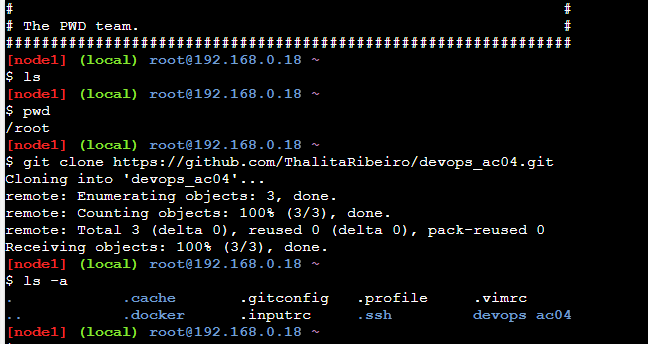 #                                                              #
# The PWD team.                                                #
###############################################################
[node1] (local) root@192.168.0.18 ~
$ ls
[node1] (local) root@192.168.0.18 ~
$ pwd
/root
[node1] (local) root@192.168.0.18 ~
$ git clone https://github.com/ThalitaRibeiro/devops_ac04.git
Cloning into 'devops_ac04'...
remote: Enumerating objects: 3, done.
remote: Counting objects: 100% (3/3), done.
remote: Total 3 (delta 0), reused 0 (delta 0), pack-reused 0
Receiving objects: 100% (3/3), done.
[node1] (local) root@192.168.0.18 ~
$ ls -a
.            .cache       .gitconfig   .profile     .vimrc
..           .docker      .inputrc     .ssh         devops_ac04
[node1] (local) root@192.168.0.18 ~